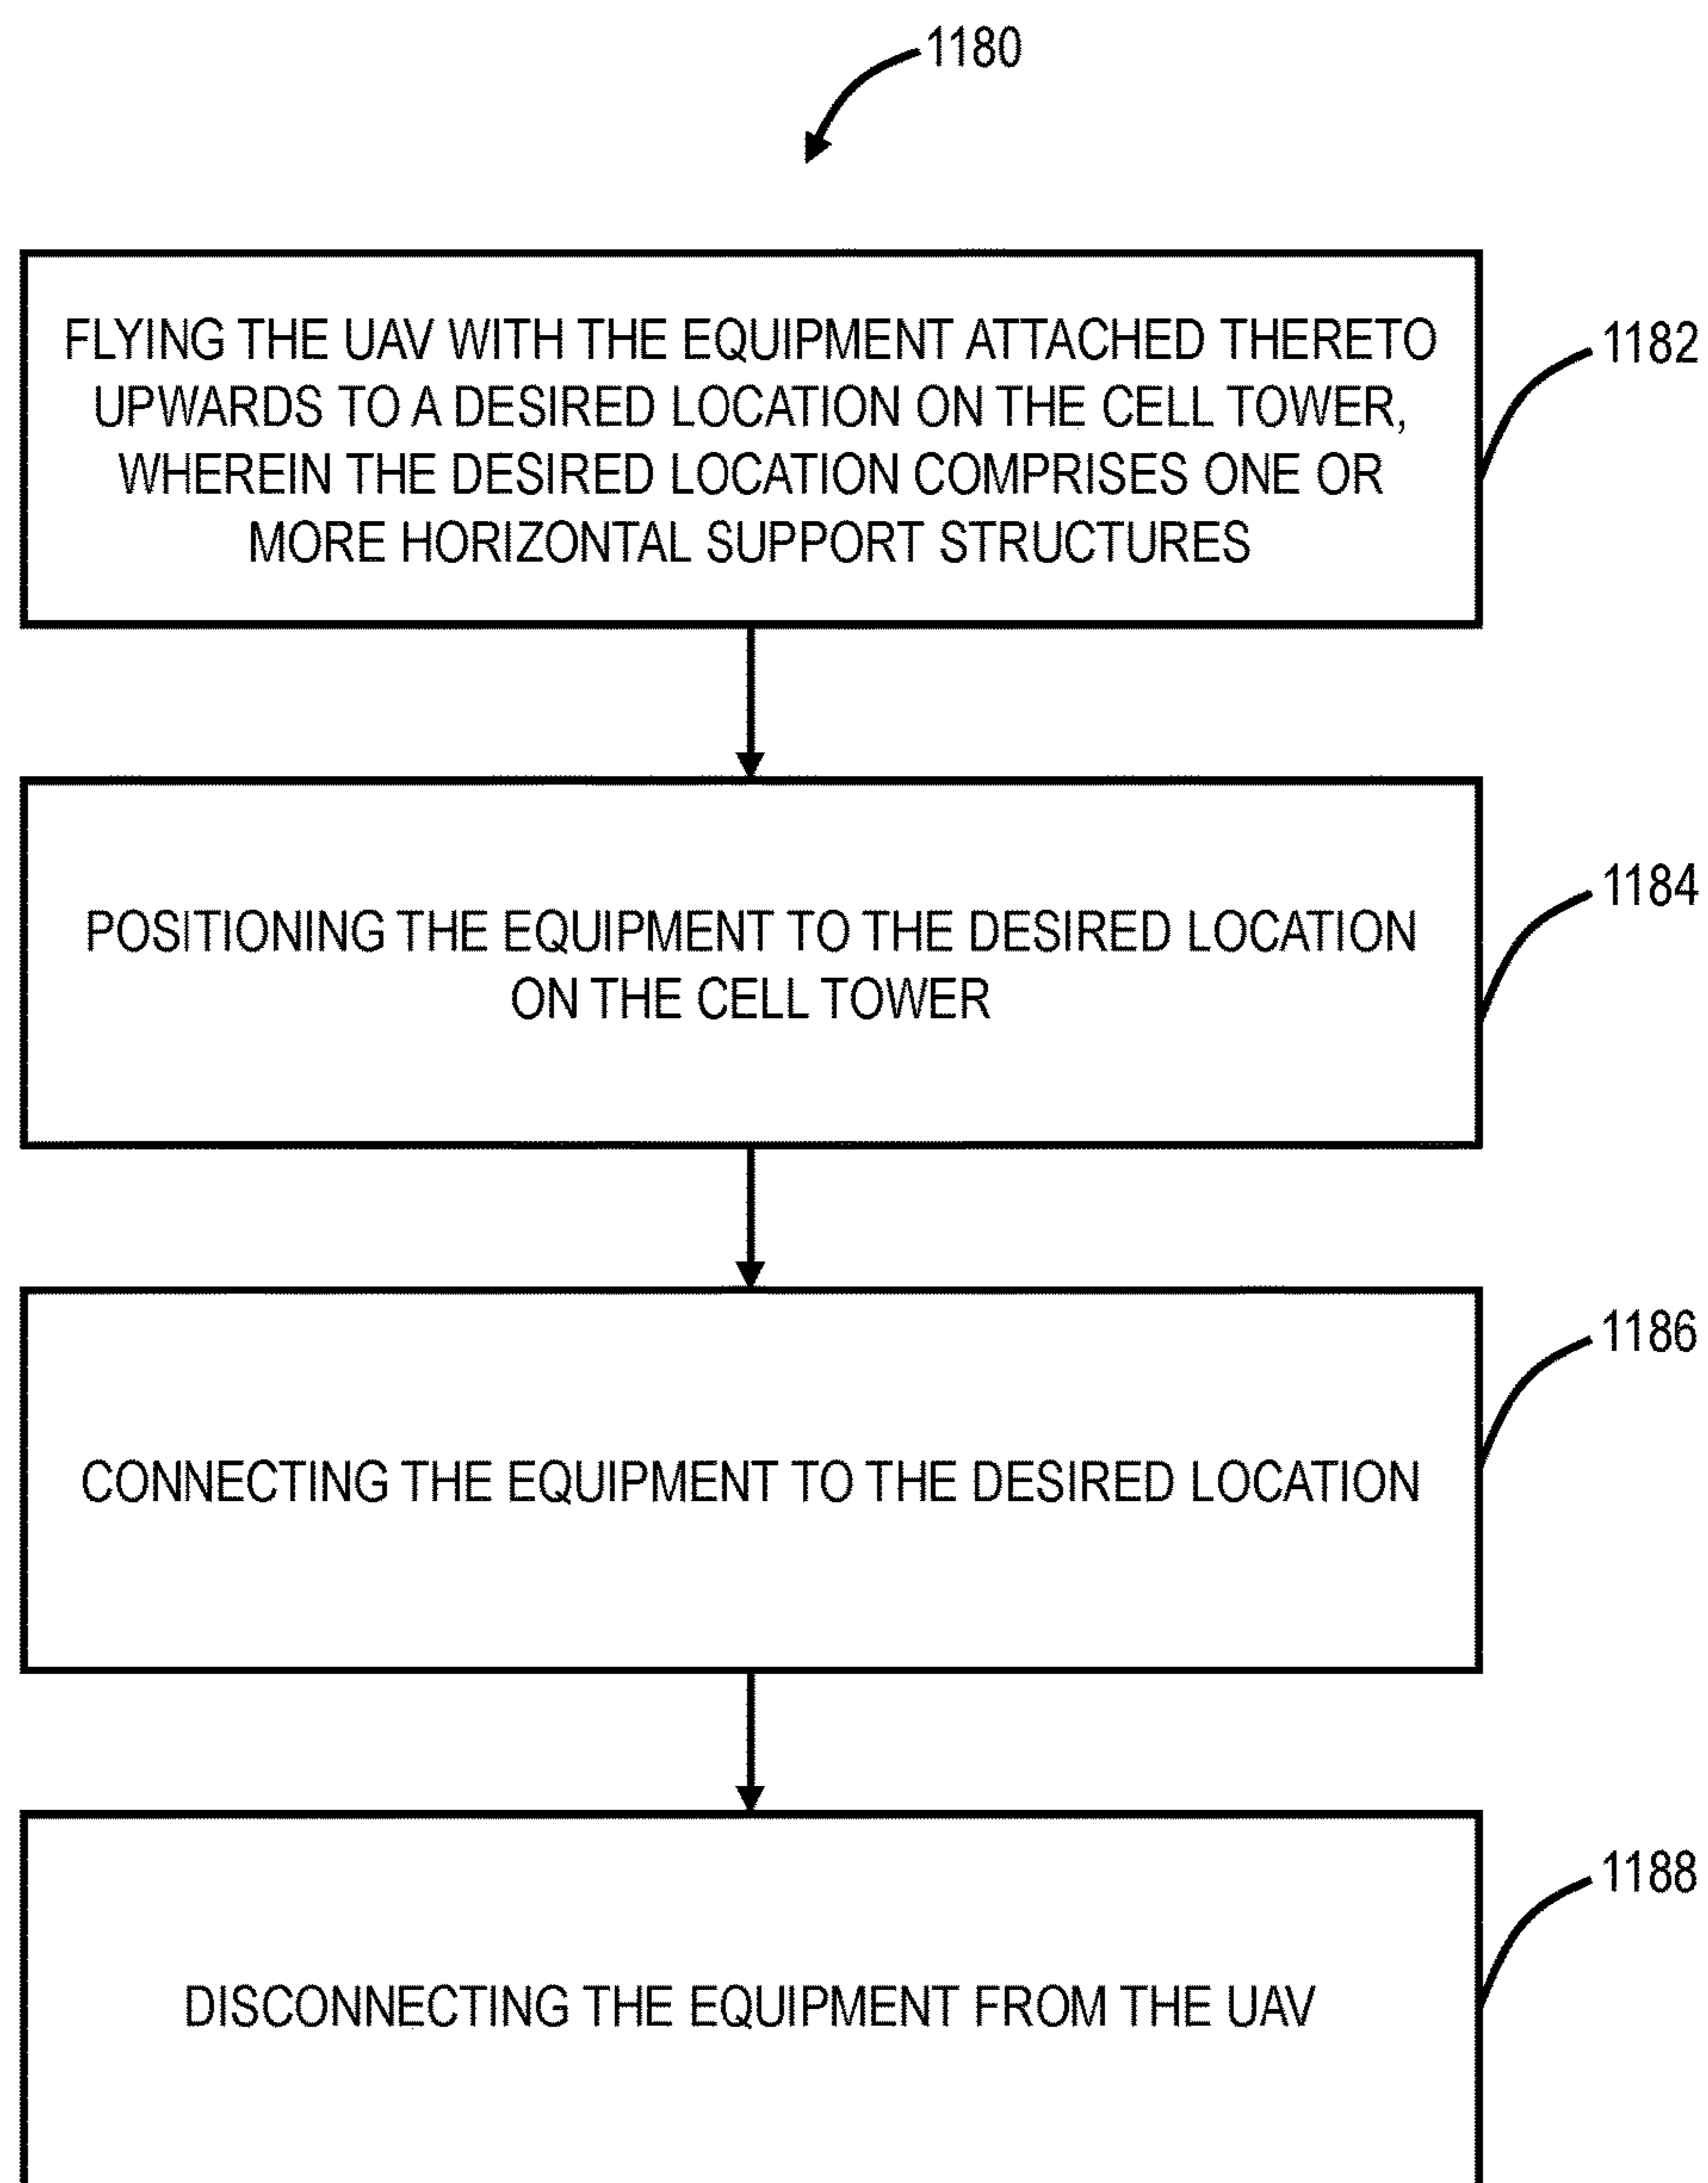 1180
FLYING THE UAV WITH THE EQUIPMENT ATTACHED THERETO
UPWARDS TO A DESIRED LOCATION ON THE CELL TOWER,
WHEREIN THE DESIRED LOCATION COMPRISES ONE OR
MORE HORIZONTAL SUPPORT STRUCTURES
1182
POSITIONING THE EQUIPMENT TO THE DESIRED LOCATION
ON THE CELL TOWER
1184
CONNECTING THE EQUIPMENT TO THE DESIRED LOCATION
1186
DISCONNECTING THE EQUIPMENT FROM THE UAV
1188